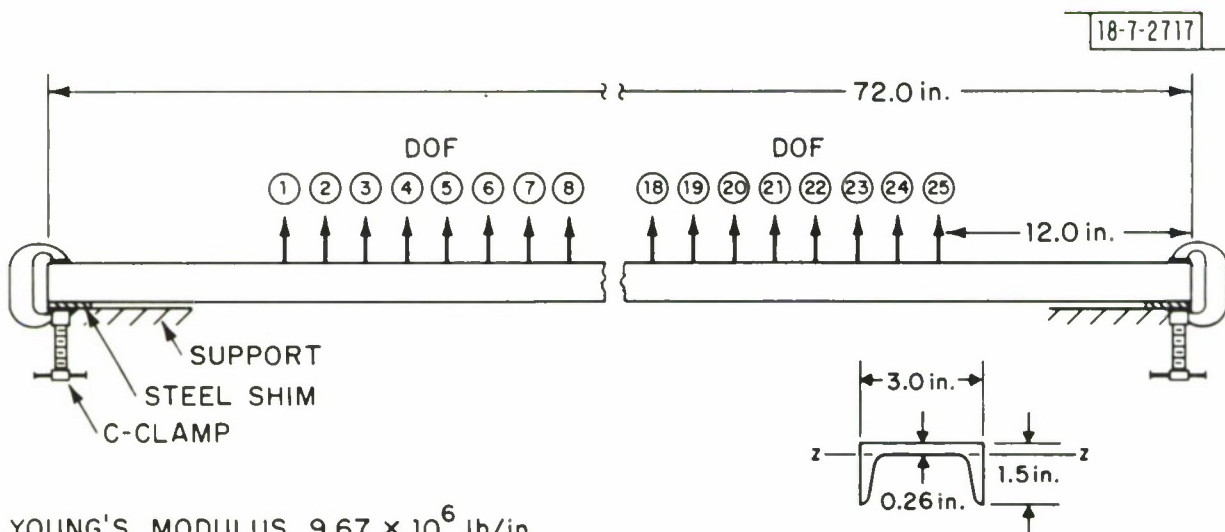 18-7-2717
72.0 in.
DOF DOF
1 2 3 4 5 6 7 8 18 19 20 21 22 23 24 25
12.0 in.
SUPPORT
STEEL SHIM
C-CLAMP
3.0 in.
z z
1.5 in.
0.26 in.
YOUNG'S MODULUS 9.67 × 10⁶ lb/in